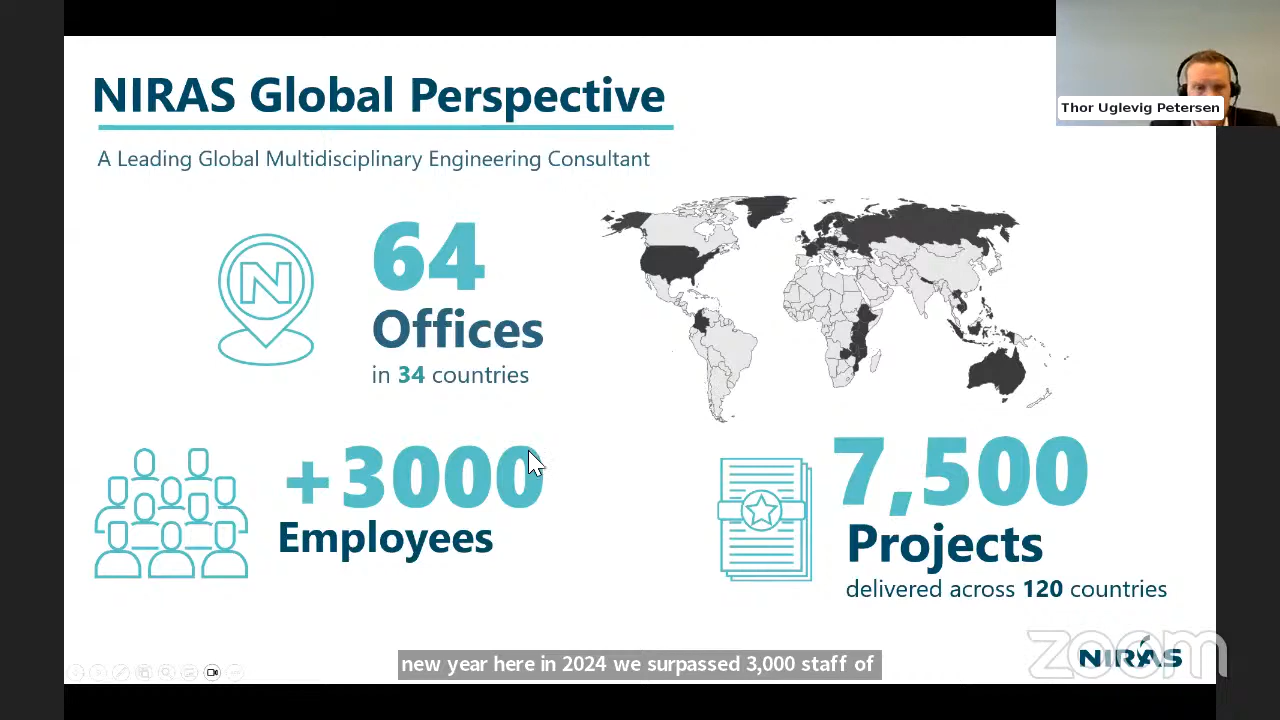 NIRAS Global Perspective
A Leading Global Multidisciplinary Engineering Consultant
Thor Uglevig Petersen
N
64
Offices
in 34 countries
+3000
Employees
7,500
Projects
delivered across 120 countries
new year here in 2024 we surpassed 3,000 staff of
zoom
NIRAS